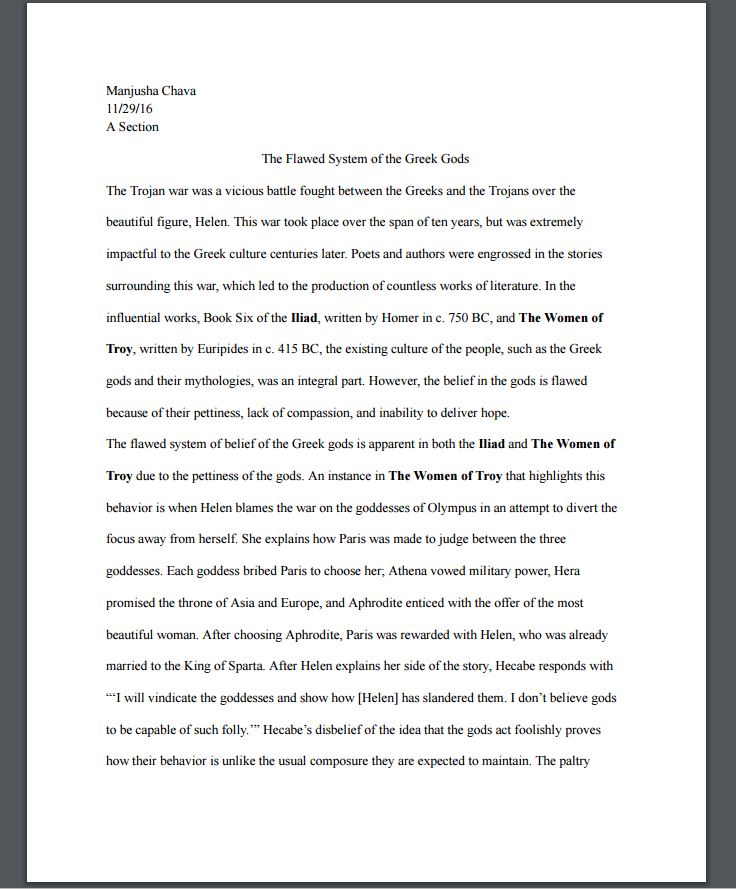 Manjusha Chava
11/29/16
A Section
The Flawed System of the Greek Gods
The Trojan war was a vicious battle fought between the Greeks and the Trojans over the
beautiful figure, Helen. This war took place over the span of ten years, but was extremely
impactful to the Greek culture centuries later. Poets and authors were engrossed in the stories
surrounding this war, which led to the production of countless works of literature. In the
influential works, Book Six of the Iliad, written by Homer in c. 750 BC, and The Women of
Troy, written by Euripides in c. 415 BC, the existing culture of the people, such as the Greek
gods and their mythologies, was an integral part. However, the belief in the gods is flawed
because of their pettiness, lack of compassion, and inability to deliver hope.
The flawed system of belief of the Greek gods is apparent in both the Iliad and The Women of
Troy due to the pettiness of the gods. An instance in The Women of Troy that highlights this
behavior is when Helen blames the war on the goddesses of Olympus in an attempt to divert the
focus away from herself. She explains how Paris was made to judge between the three
goddesses. Each goddess bribed Paris to choose her; Athena vowed military power, Hera
promised the throne of Asia and Europe, and Aphrodite enticed with the offer of the most
beautiful woman. After choosing Aphrodite, Paris was rewarded with Helen, who was already
married to the King of Sparta. After Helen explains her side of the story, Hecabe responds with
“‘I will vindicate the goddesses and show how [Helen] has slandered them. I don’t believe gods
to be capable of such folly.’” Hecabe’s disbelief of the idea that the gods act foolishly proves
how their behavior is unlike the usual composure they are expected to maintain. The paltry